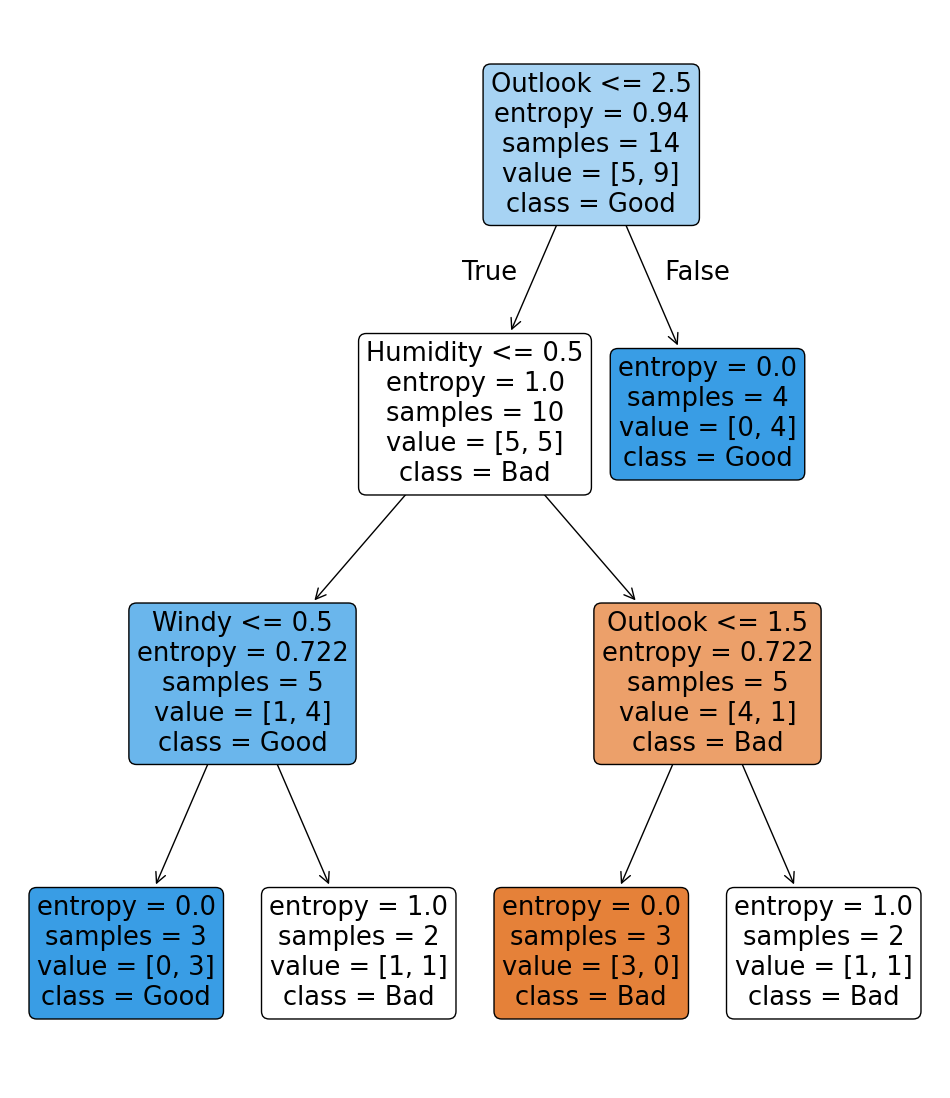 Outlook <= 2.5
entropy = 0.94
samples = 14
value = [5, 9]
class = Good
True
False
Humidity <= 0.5
entropy = 1.0
samples = 10
value = [5, 5]
class = Bad
entropy = 0.0
samples = 4
value = [0, 4]
class = Good
Windy <= 0.5
entropy = 0.722
samples = 5
value = [1, 4]
class = Good
Outlook <= 1.5
entropy = 0.722
samples = 5
value = [4, 1]
class = Bad
entropy = 0.0
samples = 3
value = [0, 3]
class = Good
entropy = 1.0
samples = 2
value = [1, 1]
class = Bad
entropy = 0.0
samples = 3
value = [3, 0]
class = Bad
entropy = 1.0
samples = 2
value = [1, 1]
class = Bad